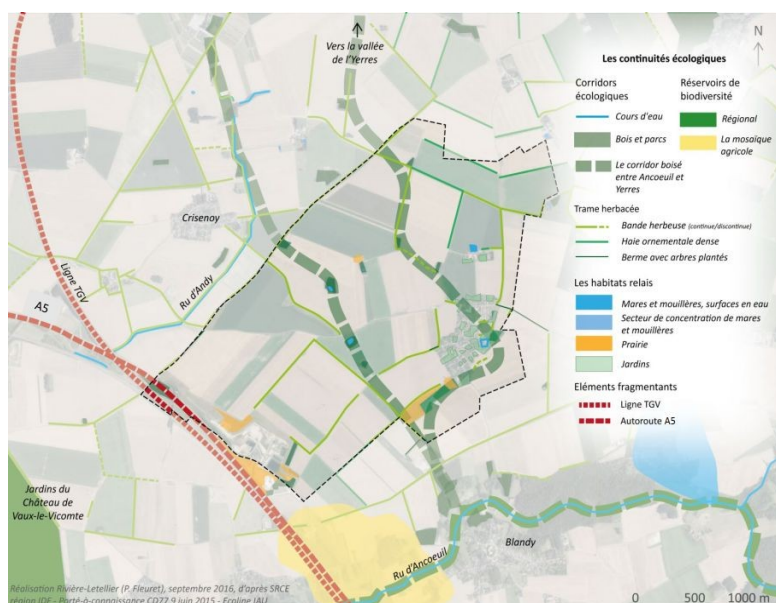 Vers la vallée
de l'Yerres
N
Les continuités écologiques
Corridors
écologiques
Cours d'eau
Bois et parcs
Le corridor boisé
entre Ancoeuil et
Yerres
Réservoirs de
biodiversité
Régional
La mosaïque
agricole
Trame herbacée
Bande herbeuse (continue/discontinue)
Haie ornementale dense
Berme avec arbres plantés
Les habitats relais
Mares et mouillères, surfaces en eau
Secteur de concentration de mares
et mouillères
Prairie
Jardins
Eléments fragmentants
Ligne TGV
Autoroute A5
Crisenay
Ru d'Andy
Ligne TGV
A5
Jardins du
Château de
Vaux-le-Vicomte
Blandy
Ru d'Ancoeuil
Réalisation Rivière-Letellier (P. Fleuret), septembre 2016, d'après SRCE
région IDF - Porté-à-connaissance CD77 9 juin 2015 - Ecoline IAU
0 500 1000 m